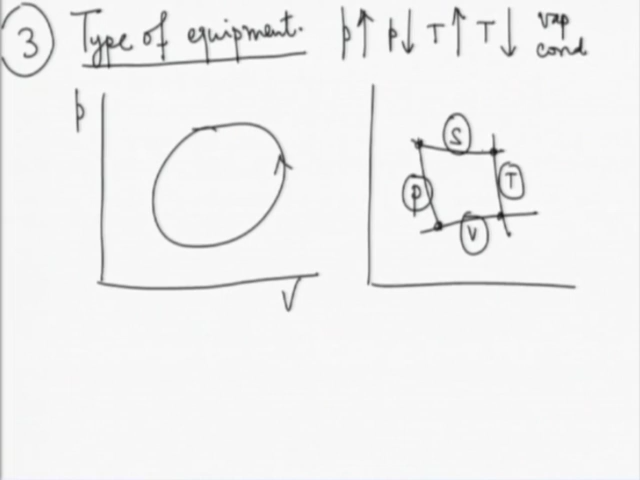 3 Type of equipment. p↑ p↓ T↑ T↓ vap
cond
p
S
P
T
V
V